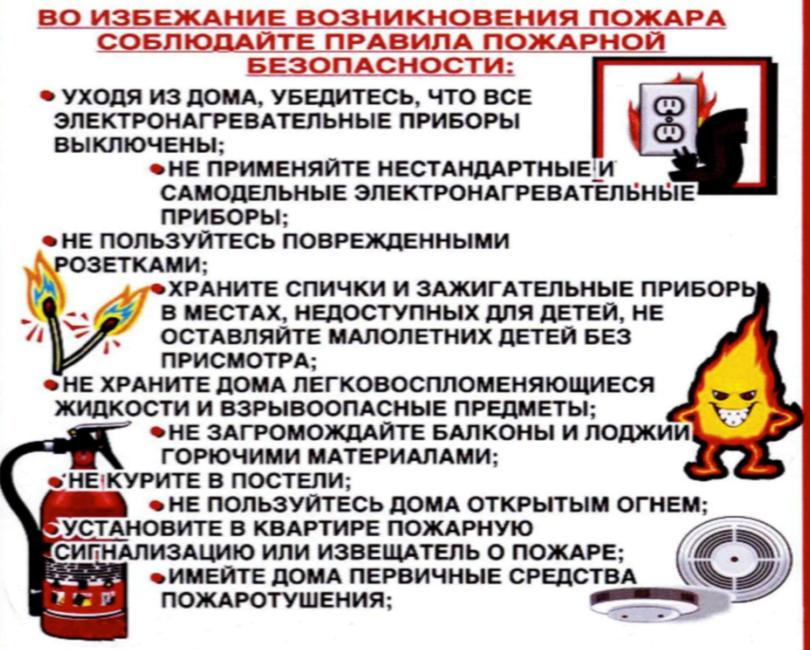 ВО ИЗБЕЖАНИЕ ВОЗНИКНОВЕНИЯ ПОЖАРА
СОБЛЮДАЙТЕ ПРАВИЛА ПОЖАРНОЙ
БЕЗОПАСНОСТИ:
• УХОДЯ ИЗ ДОМА, УБЕДИТЕСЬ, ЧТО ВСЕ
ЭЛЕКТРОНАГРЕВАТЕЛЬНЫЕ ПРИБОРЫ
ВЫКЛЮЧЕНЫ;
• НЕ ПРИМЕНЯЙТЕ НЕСТАНДАРТНЫЕ И
САМОДЕЛЬНЫЕ ЭЛЕКТРОНАГРЕВАТЕЛЬНЫЕ
ПРИБОРЫ;
• НЕ ПОЛЬЗУЙТЕСЬ ПОВРЕЖДЕННЫМИ
РОЗЕТКАМИ;
• ХРАНИТЕ СПИЧКИ И ЗАЖИГАТЕЛЬНЫЕ ПРИБОРЫ
В МЕСТАХ, НЕДОСТУПНЫХ ДЛЯ ДЕТЕЙ, НЕ
ОСТАВЛЯЙТЕ МАЛОЛЕТНИХ ДЕТЕЙ БЕЗ
ПРИСМОТРА;
• НЕ ХРАНИТЕ ДОМА ЛЕГКОВОСПЛОМЕНЯЮЩИЕСЯ
ЖИДКОСТИ И ВЗРЫВООПАСНЫЕ ПРЕДМЕТЫ;
• НЕ ЗАГРОМОЖДАЙТЕ БАЛКОНЫ И ЛОДЖИИ
ГОРЮЧИМИ МАТЕРИАЛАМИ;
• НЕ КУРИТЕ В ПОСТЕЛИ;
• НЕ ПОЛЬЗУЙТЕСЬ ДОМА ОТКРЫТЫМ ОГНЕМ;
• УСТАНОВИТЕ В КВАРТИРЕ ПОЖАРНУЮ
СИГНАЛИЗАЦИЮ ИЛИ ИЗВЕЩАТЕЛЬ О ПОЖАРЕ;
• ИМЕЙТЕ ДОМА ПЕРВИЧНЫЕ СРЕДСТВА
ПОЖАРОТУШЕНИЯ;